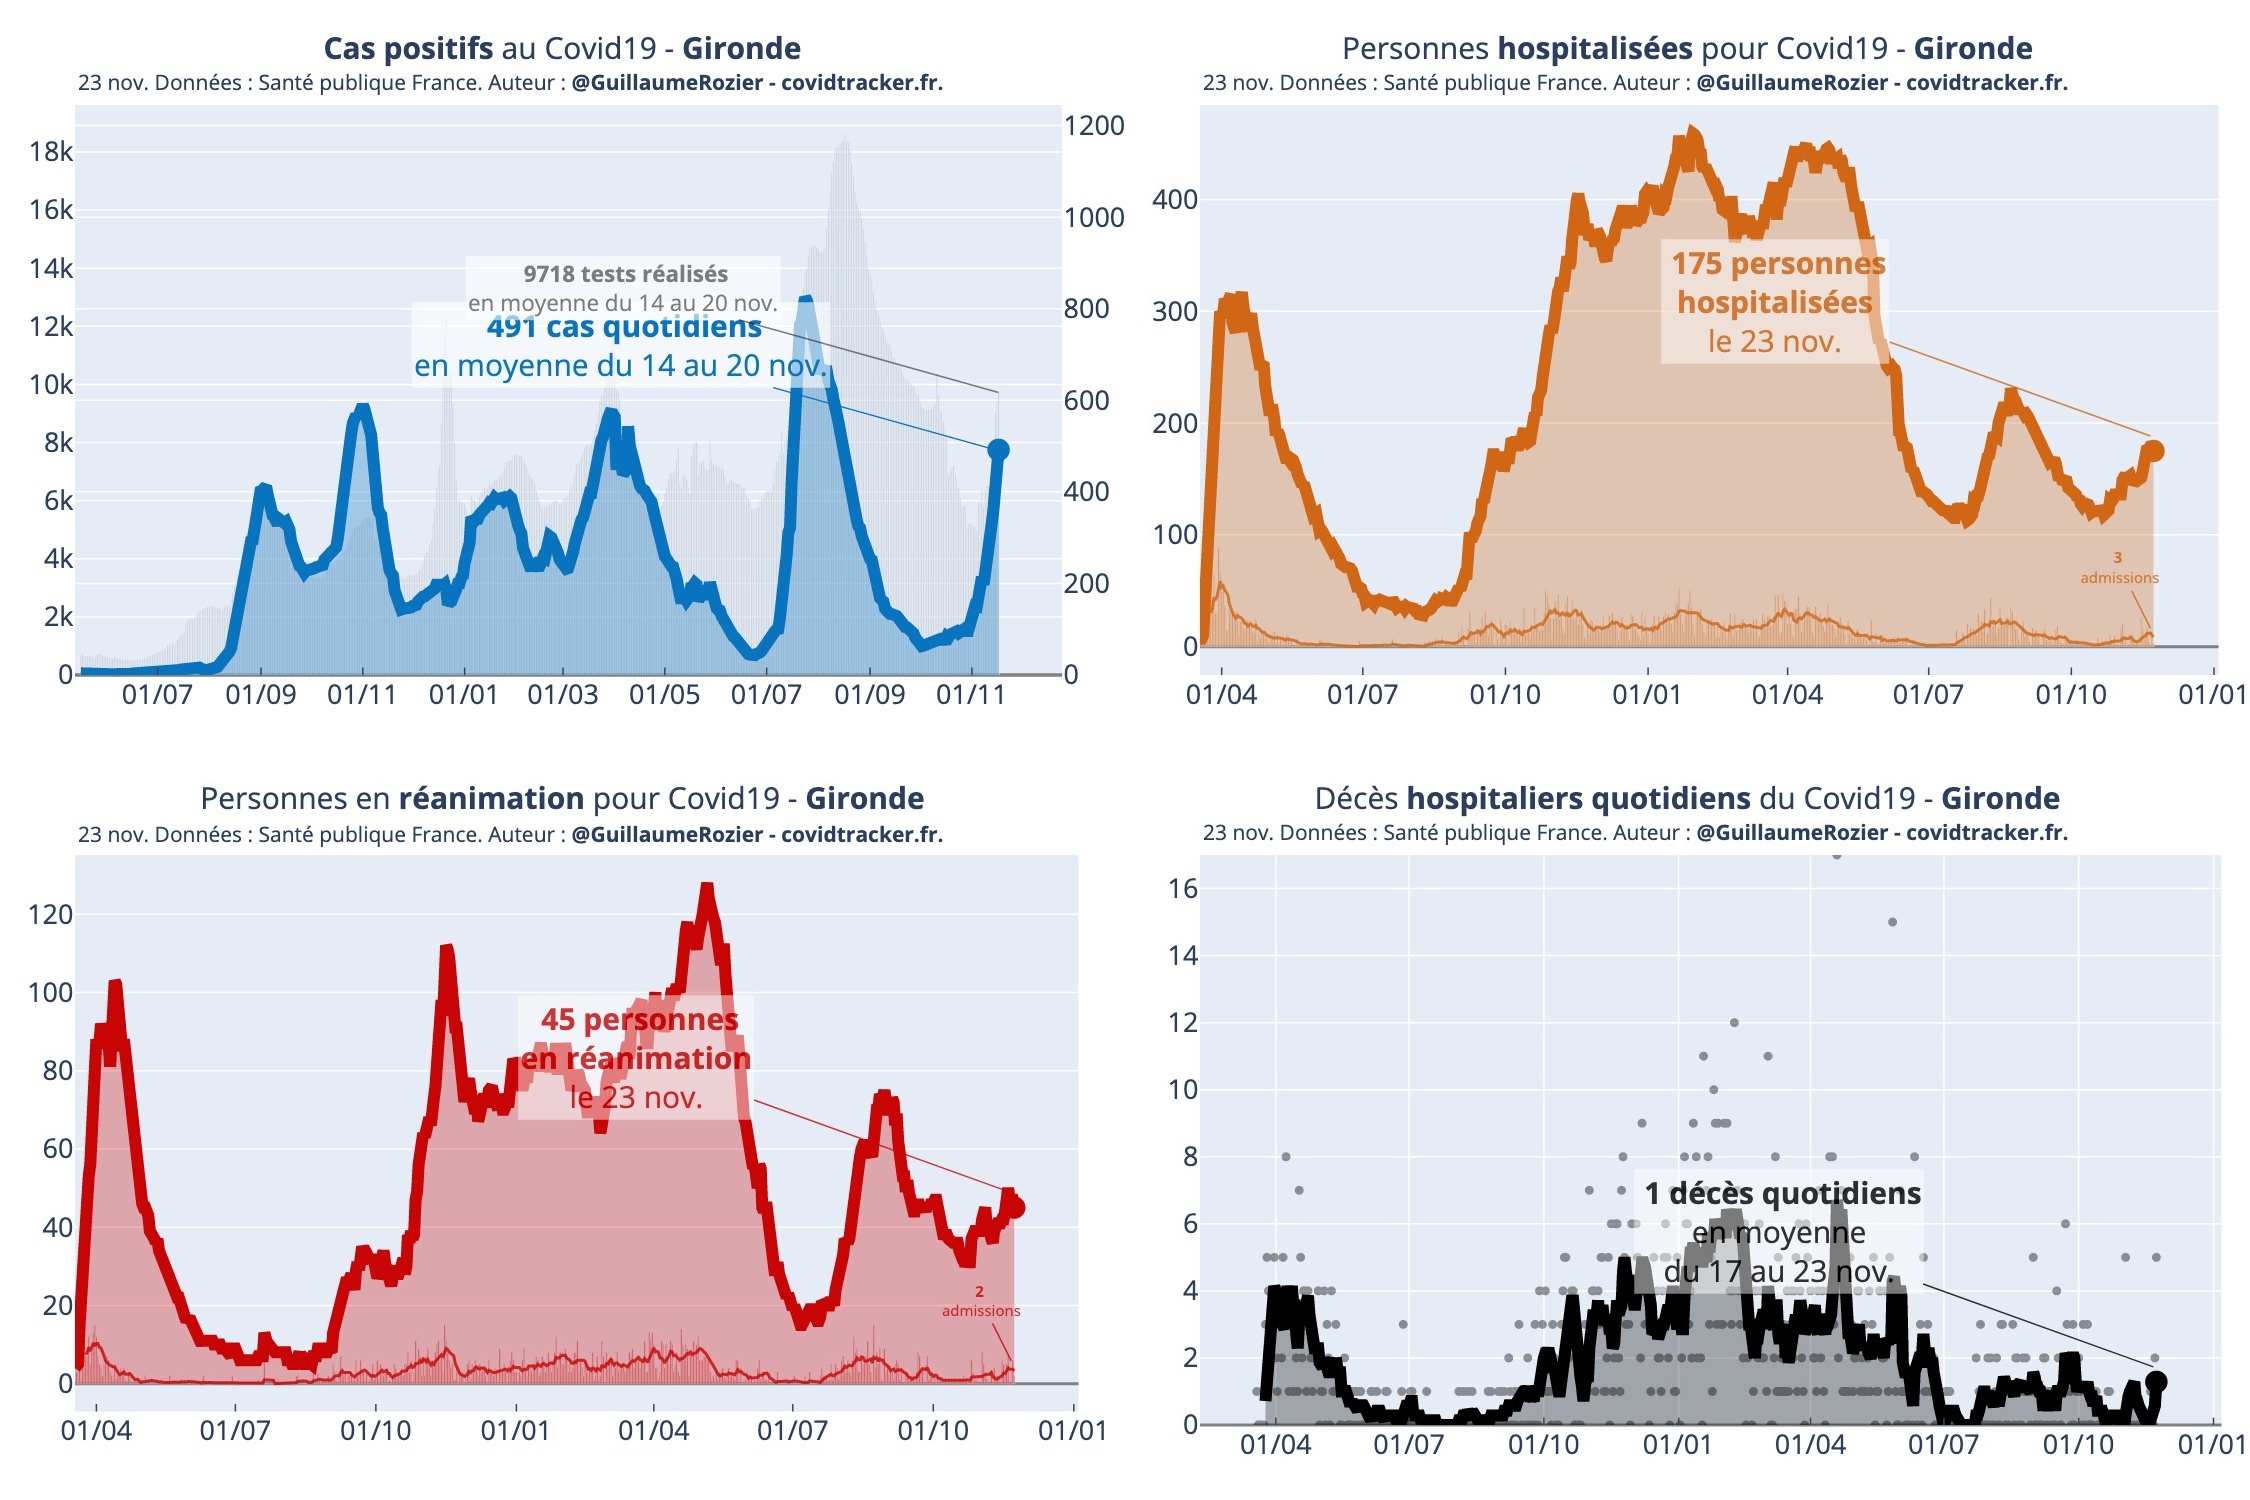 Cas positifs au Covid19 - Gironde
23 nov. Données : Santé publique France. Auteur : @GuillaumeRozier - covidtracker.fr.
18k
16k
14k
12k
10k
8k
6k
4k
2k
0
1200
1000
800
600
400
200
0
9718 tests réalisés
en moyenne du 14 au 20 nov.
491 cas quotidiens
en moyenne du 14 au 20 nov.
01/07 01/09 01/11 01/01 01/03 01/05 01/07 01/09 01/11
Personnes hospitalisées pour Covid19 - Gironde
23 nov. Données : Santé publique France. Auteur : @GuillaumeRozier - covidtracker.fr.
400
300
200
100
0
175 personnes
hospitalisées
le 23 nov.
3
admissions
01/04 01/07 01/10 01/01 01/04 01/07 01/10 01/01
Personnes en réanimation pour Covid19 - Gironde
23 nov. Données : Santé publique France. Auteur : @GuillaumeRozier - covidtracker.fr.
120
100
80
60
40
20
0
45 personnes
en réanimation
le 23 nov.
2
admissions
01/04 01/07 01/10 01/01 01/04 01/07 01/10 01/01
Décès hospitaliers quotidiens du Covid19 - Gironde
23 nov. Données : Santé publique France. Auteur : @GuillaumeRozier - covidtracker.fr.
16
14
12
10
8
6
4
2
0
1 décès quotidiens
en moyenne
du 17 au 23 nov.
01/04 01/07 01/10 01/01 01/04 01/07 01/10 01/01